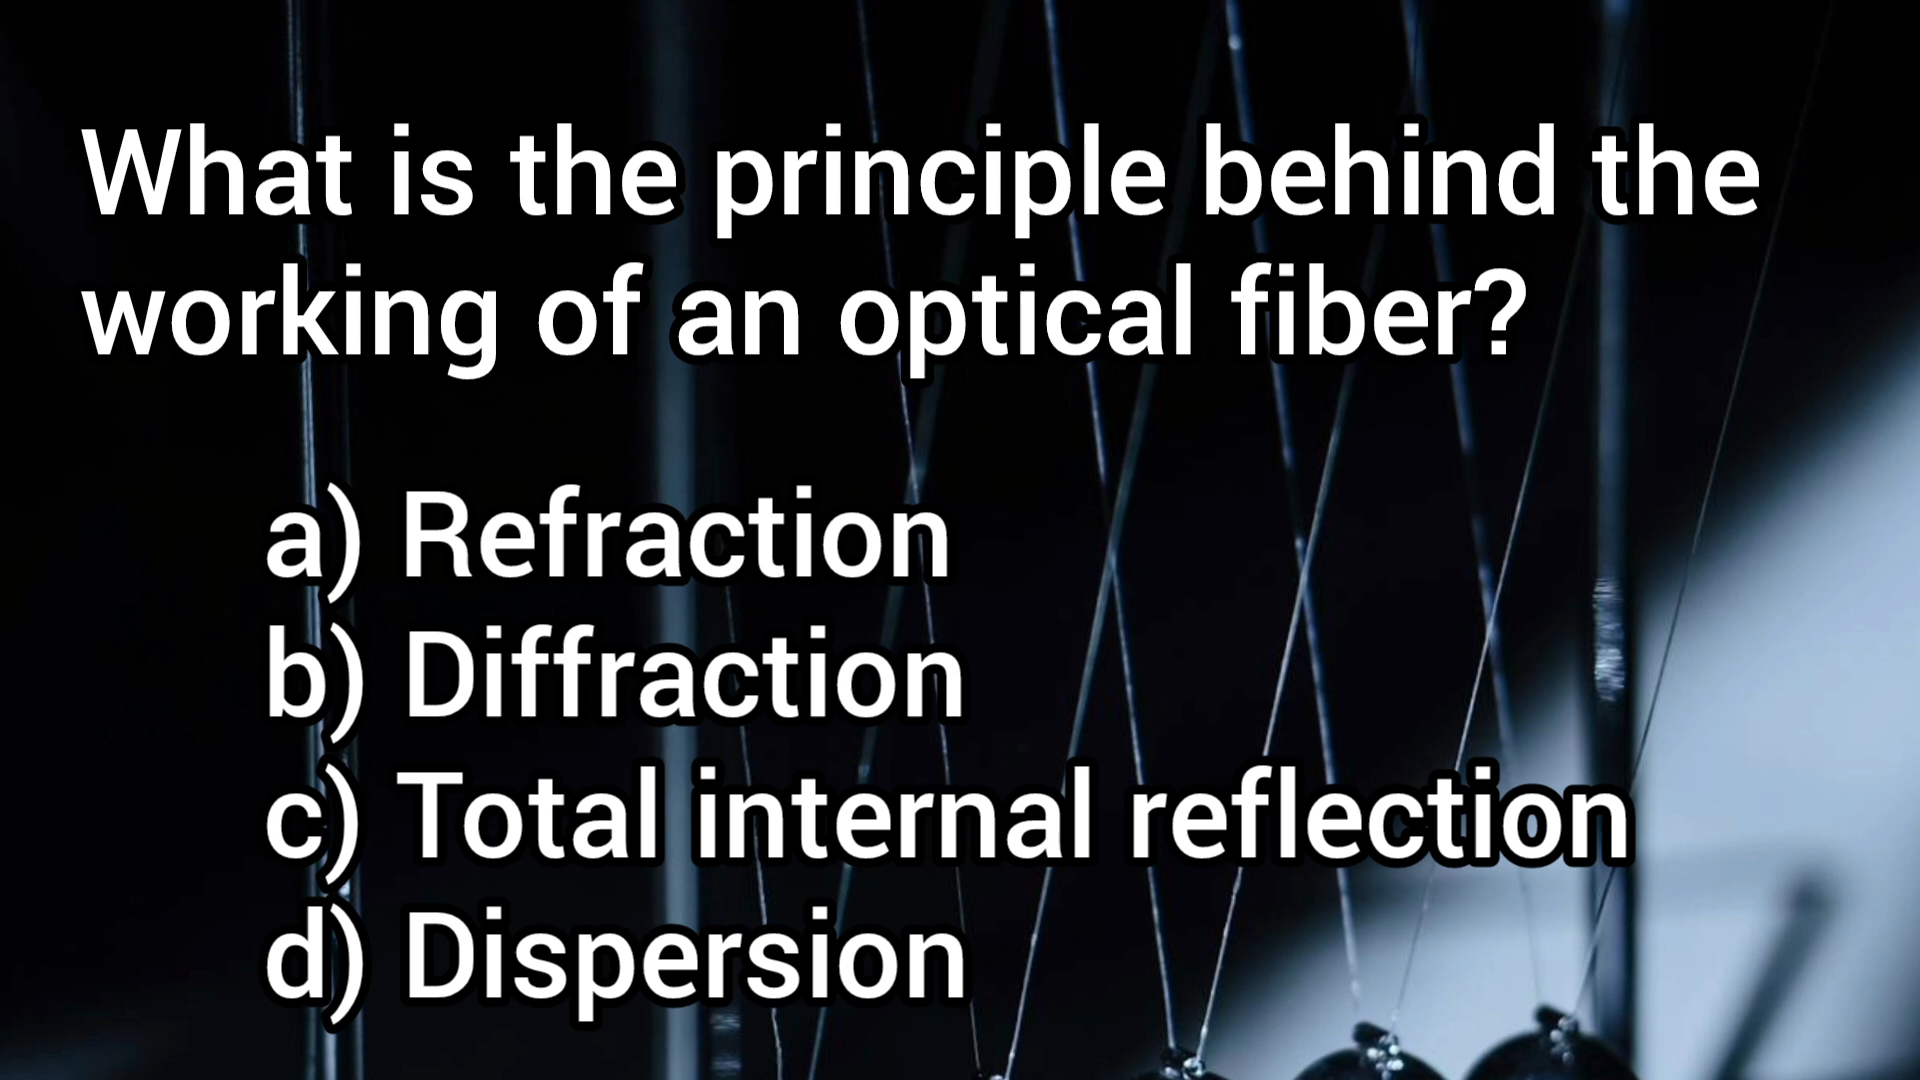 What is the principle behind the
working of an optical fiber?
a) Refraction
b) Diffraction
c) Total internal reflection
d) Dispersion